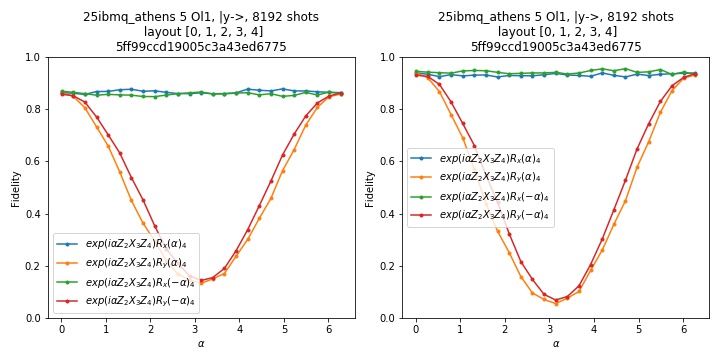 25ibmq_athens 5 Ol1, |y->, 8192 shots
layout [0, 1, 2, 3, 4]
5ff99ccd19005c3a43ed6775
Fidelity
1.0
0.8
0.6
0.4
0.2
0.0
exp(iαZ₂X₃Z₄)Rₓ(α)₄
exp(iαZ₂X₃Z₄)Rᵧ(α)₄
exp(iαZ₂X₃Z₄)Rₓ(−α)₄
exp(iαZ₂X₃Z₄)Rᵧ(−α)₄
0 1 2 3 4 5 6
α
25ibmq_athens 5 Ol1, |y->, 8192 shots
layout [0, 1, 2, 3, 4]
5ff99ccd19005c3a43ed6775
Fidelity
1.0
0.8
0.6
0.4
0.2
0.0
exp(iαZ₂X₃Z₄)Rₓ(α)₄
exp(iαZ₂X₃Z₄)Rᵧ(α)₄
exp(iαZ₂X₃Z₄)Rₓ(−α)₄
exp(iαZ₂X₃Z₄)Rᵧ(−α)₄
0 1 2 3 4 5 6
α